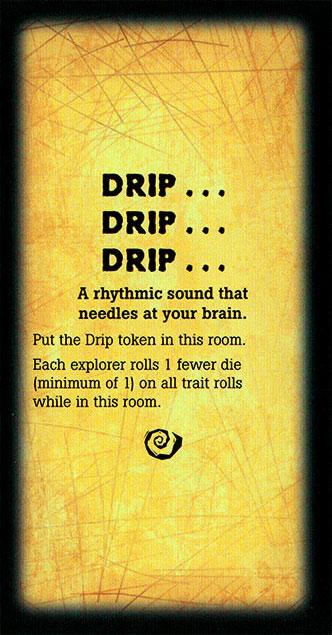 DRIP . . .
DRIP . . .
DRIP . . .
A rhythmic sound that
needles at your brain.
Put the Drip token in this room.
Each explorer rolls 1 fewer die
(minimum of 1) on all trait rolls
while in this room.